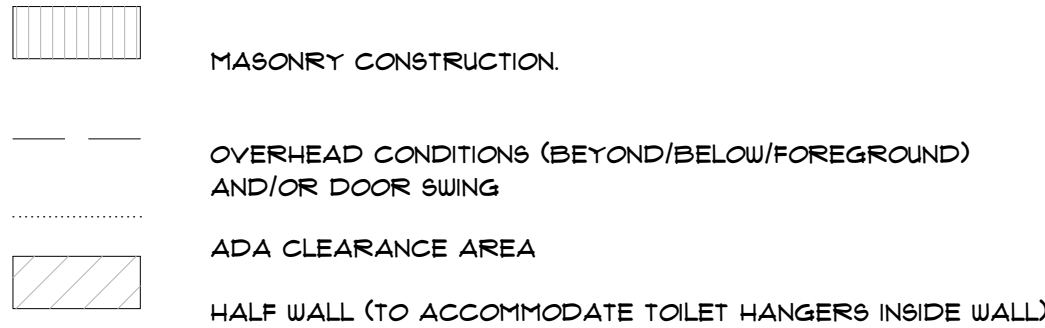 MASONRY CONSTRUCTION.
OVERHEAD CONDITIONS (BEYOND/BELOW/FOREGROUND)
AND/OR DOOR SWING
ADA CLEARANCE AREA
HALF WALL (TO ACCOMMODATE TOILET HANGERS INSIDE WALL)